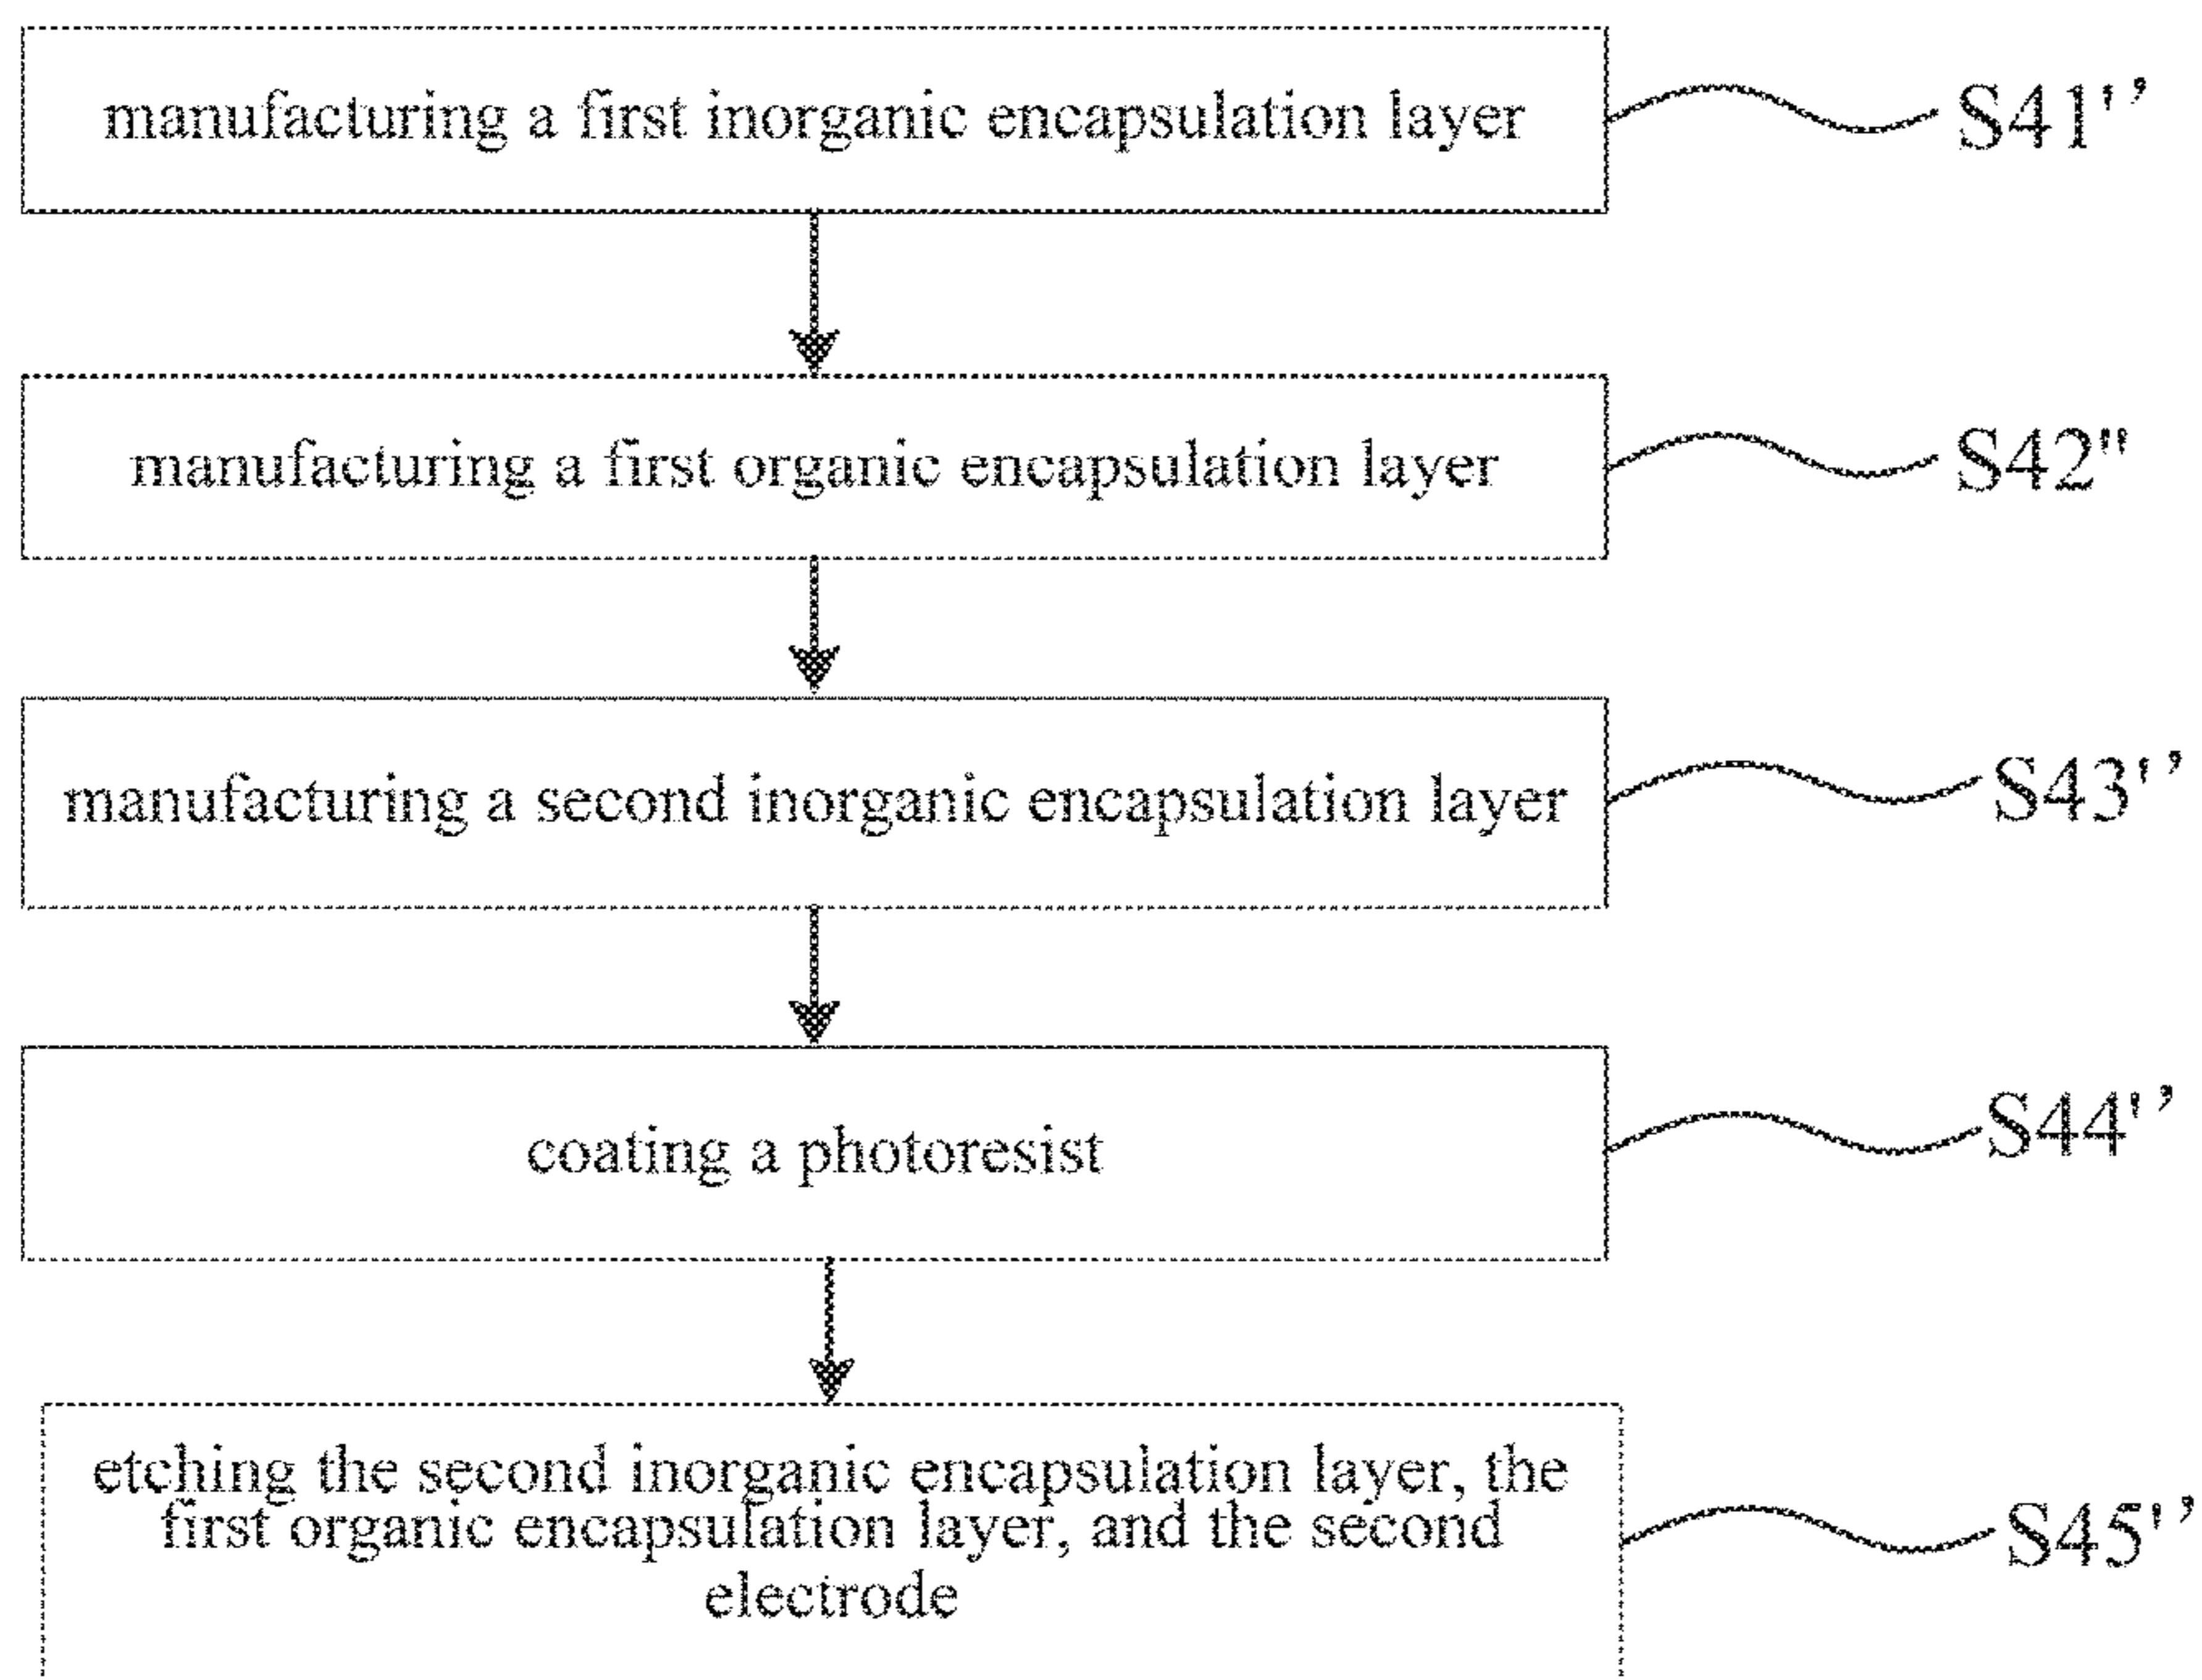 manufacturing a first inorganic encapsulation layer
S41'’
manufacturing a first organic encapsulation layer
S42"
manufacturing a second inorganic encapsulation layer
S43'’
coating a photoresist
S44'’
etching the second inorganic encapsulation layer, the
first organic encapsulation layer, and the second
electrode
S45'’